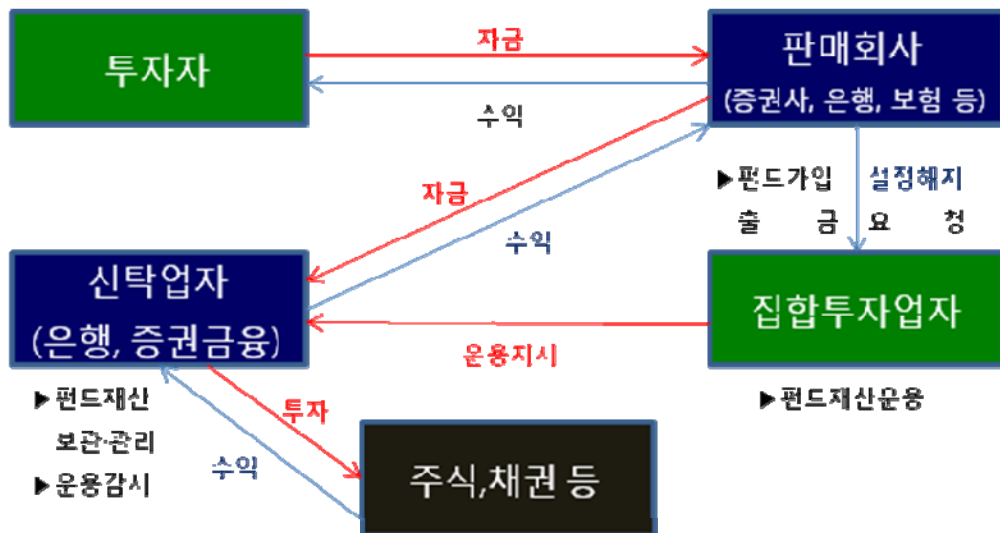 투자자
자금
수익
판매회사
(증권사, 은행, 보험 등)
▶펀드가입 설정해지
출 금 요 청
자금
수익
신탁업자
(은행, 증권금융)
집합투자업자
운용지시
▶펀드재산
보관·관리
▶운용감시
▶펀드재산운용
투자
수익
주식,채권 등